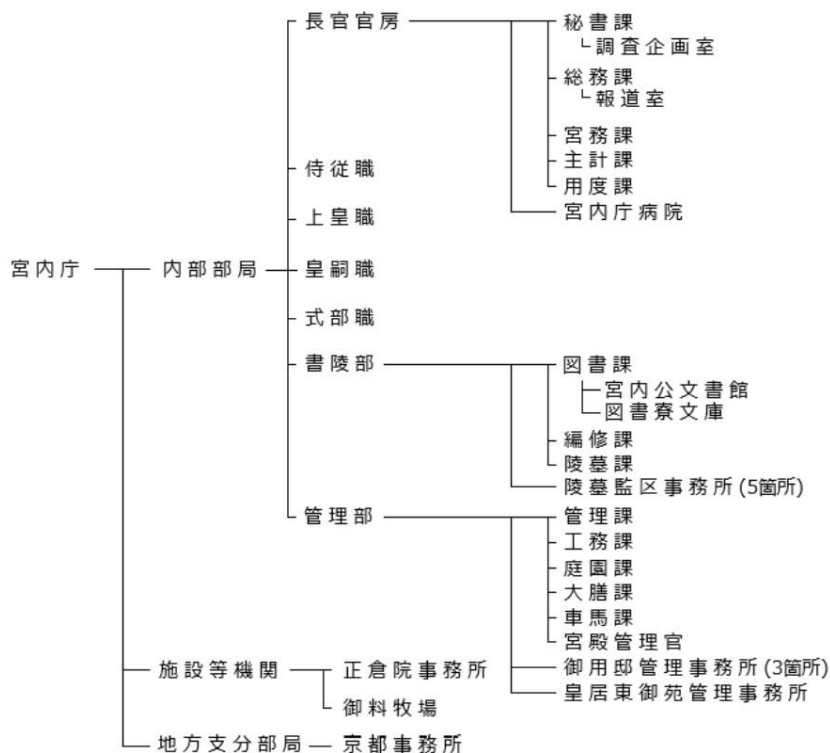 長官官房
秘書課
調査企画室
総務課
報道室
宮務課
主計課
用度課
宮内庁病院
侍従職
上皇職
宮内庁
内部部局
皇嗣職
式部職
書陵部
図書課
宮内公文書館
図書寮文庫
編修課
陵墓課
陵墓監区事務所(5箇所)
管理部
管理課
工務課
庭園課
大膳課
車馬課
宮殿管理官
御用邸管理事務所(3箇所)
皇居東御苑管理事務所
施設等機関
正倉院事務所
御料牧場
地方支分部局
京都事務所